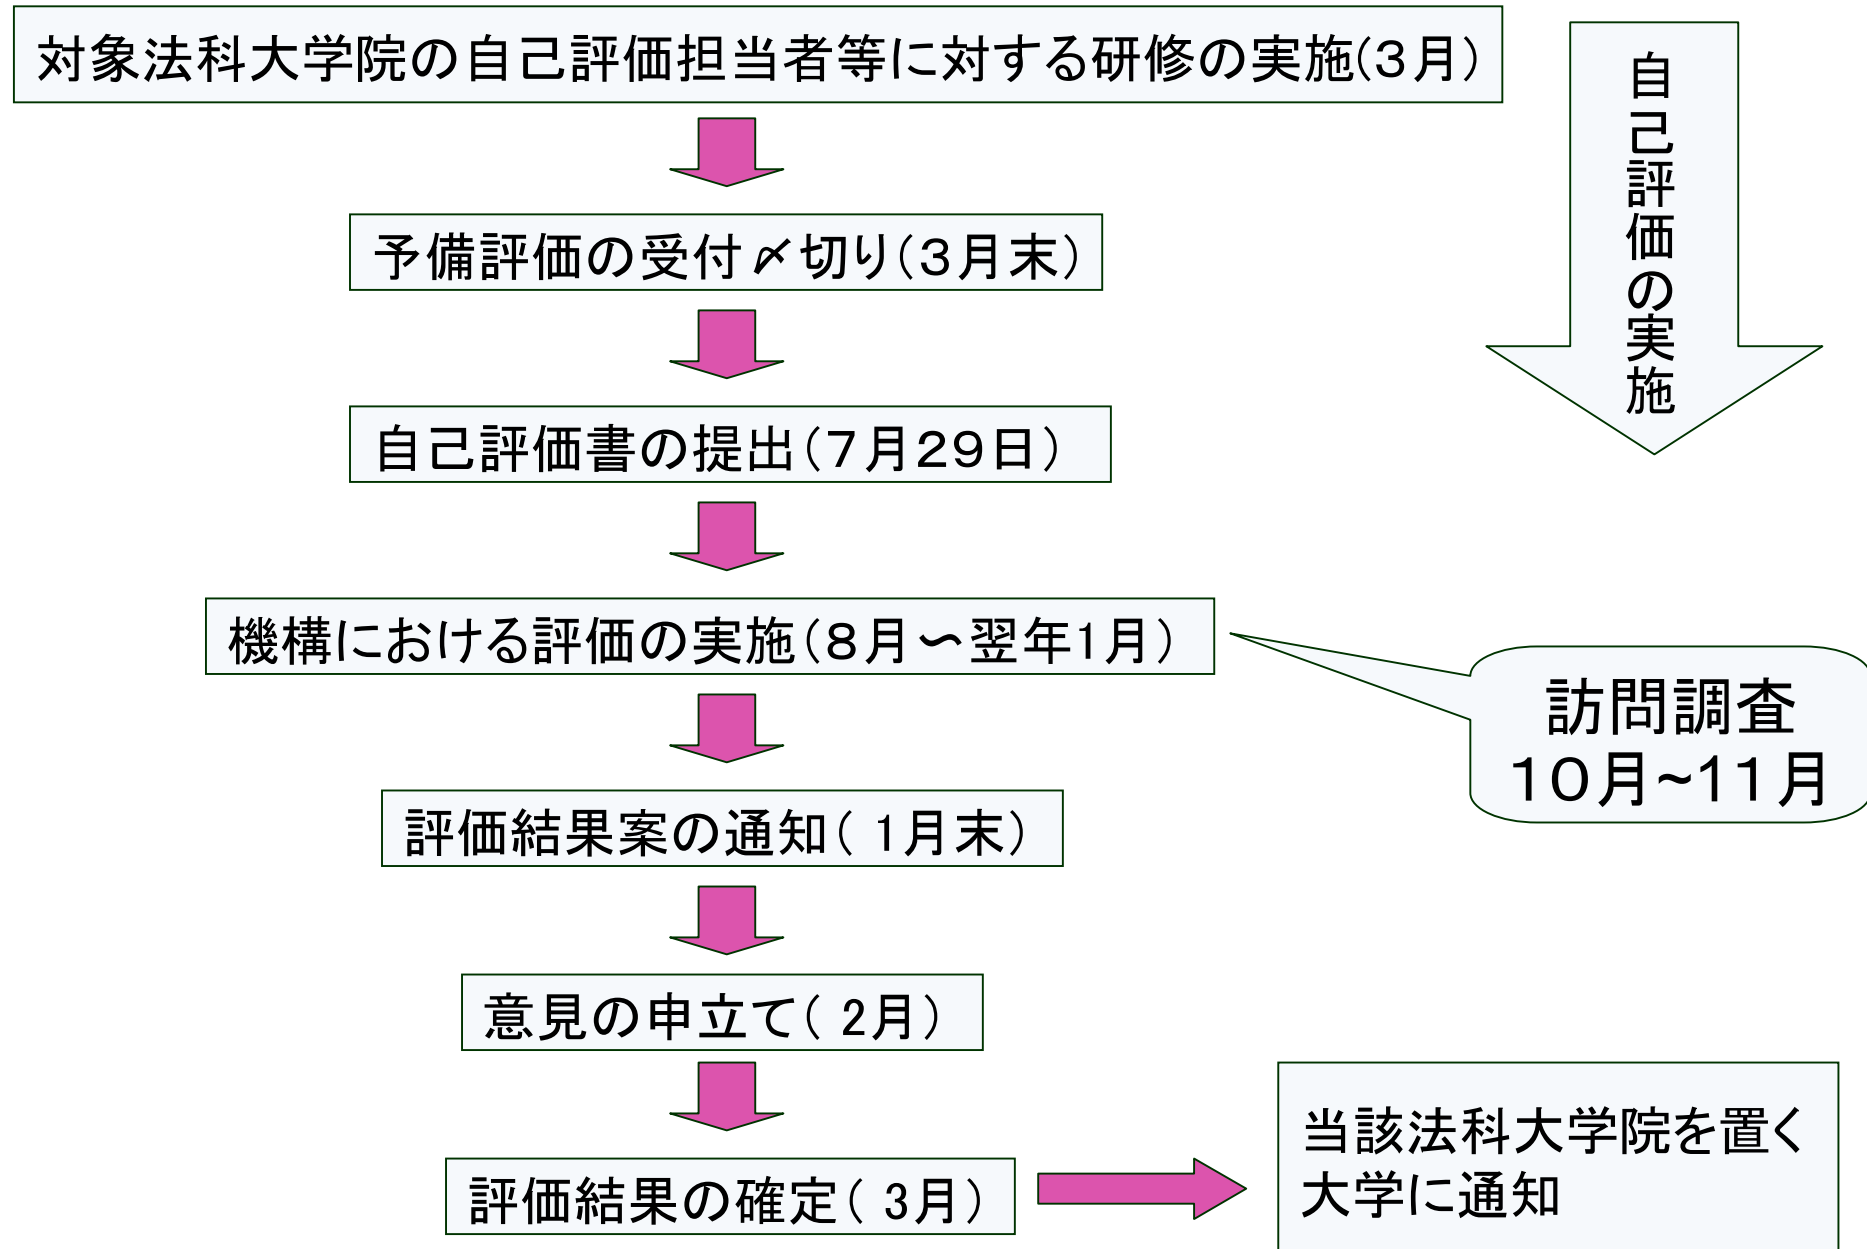 対象法科大学院の自己評価担当者等に対する研修の実施(３月)
自己評価の実施
予備評価の受付〆切り(３月末)
自己評価書の提出(７月２９日)
機構における評価の実施(８月～翌年1月)
訪問調査
１０月~１１月
評価結果案の通知( 1月末)
意見の申立て( 2月)
評価結果の確定( 3月)
当該法科大学院を置く
大学に通知